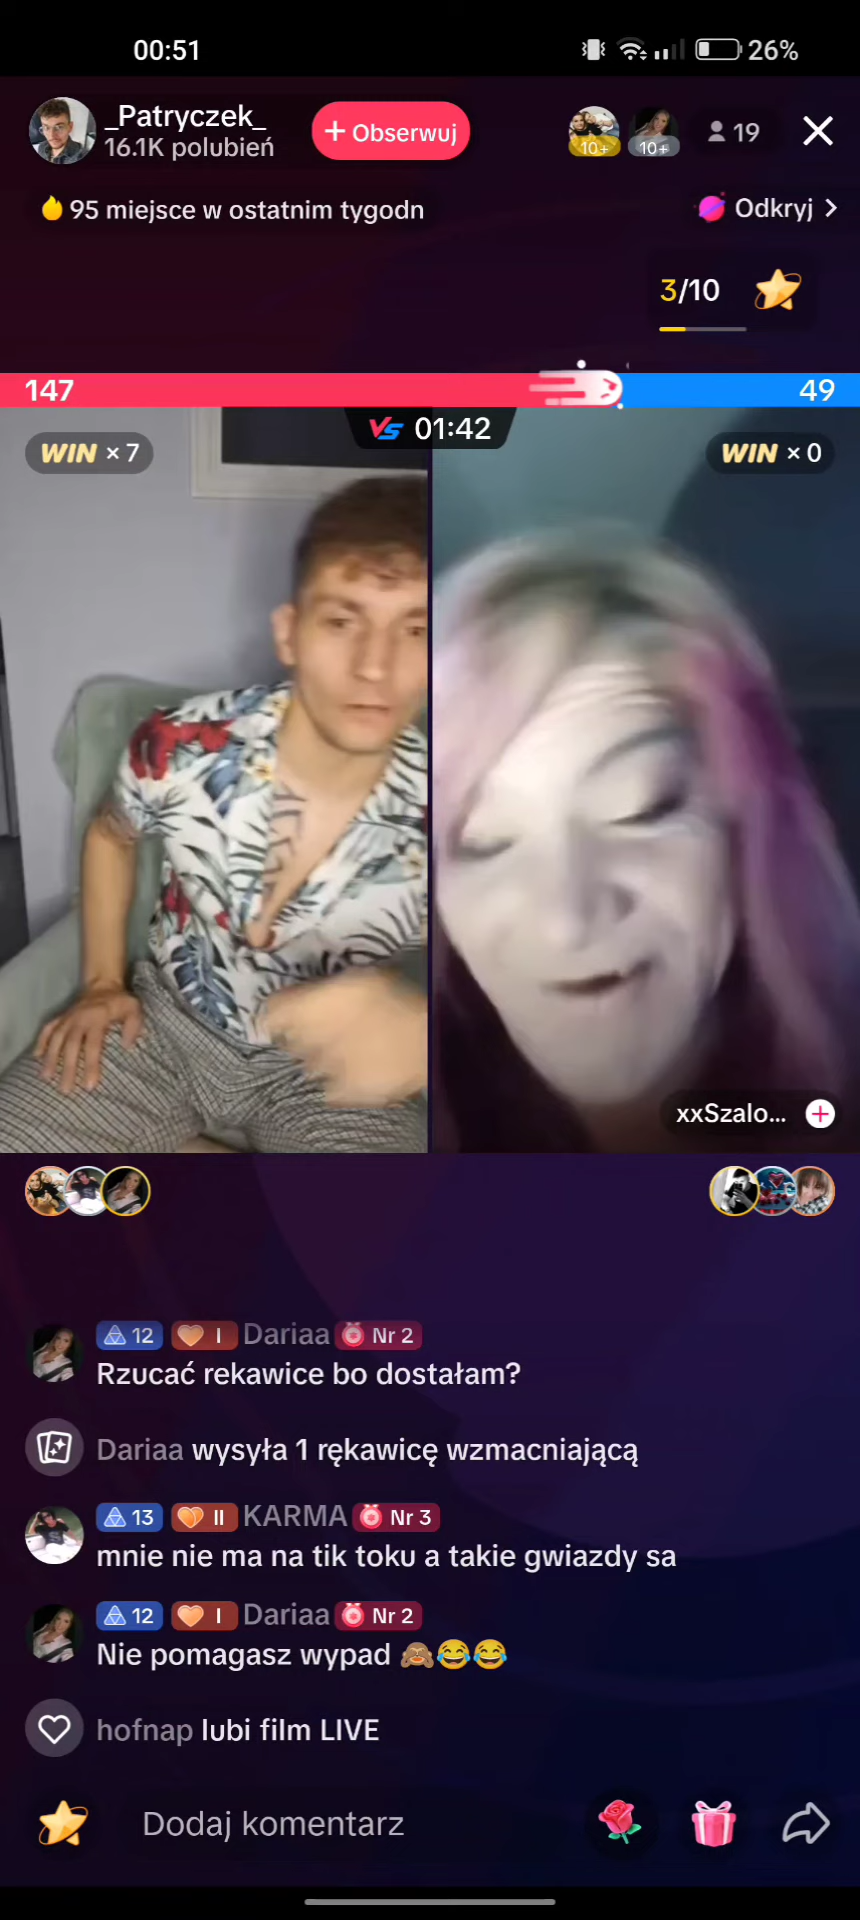 00:51
26%
_Patryczek_
16.1K polubień
+ Obserwuj
10+
10+
19
95 miejsce w ostatnim tygodn
Odkryj
3/10
147
49
WIN × 7
VS 01:42
WIN × 0
xxSzalo...
12 I Dariaa Nr 2
Rzucać rekawice bo dostałam?
Dariaa wysyła 1 rękawicę wzmacniającą
13 II KARMA Nr 3
mnie nie ma na tik toku a takie gwiazdy sa
12 I Dariaa Nr 2
Nie pomagasz wypad 🙈😂😂
hofnap lubi film LIVE
Dodaj komentarz